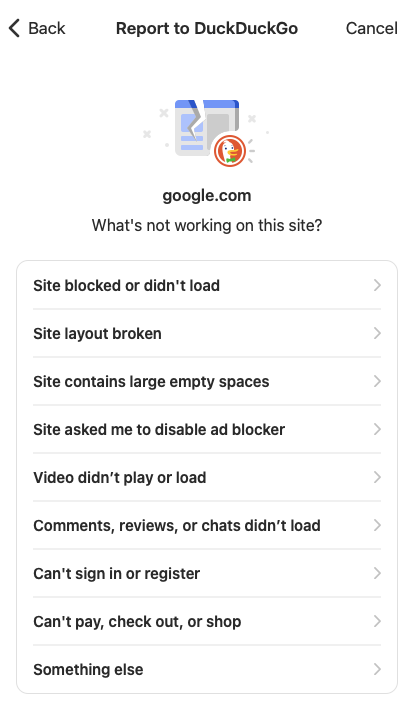 Back
Report to DuckDuckGo
Cancel
google.com
What's not working on this site?
Site blocked or didn't load
Site layout broken
Site contains large empty spaces
Site asked me to disable ad blocker
Video didn’t play or load
Comments, reviews, or chats didn’t load
Can't sign in or register
Can't pay, check out, or shop
Something else